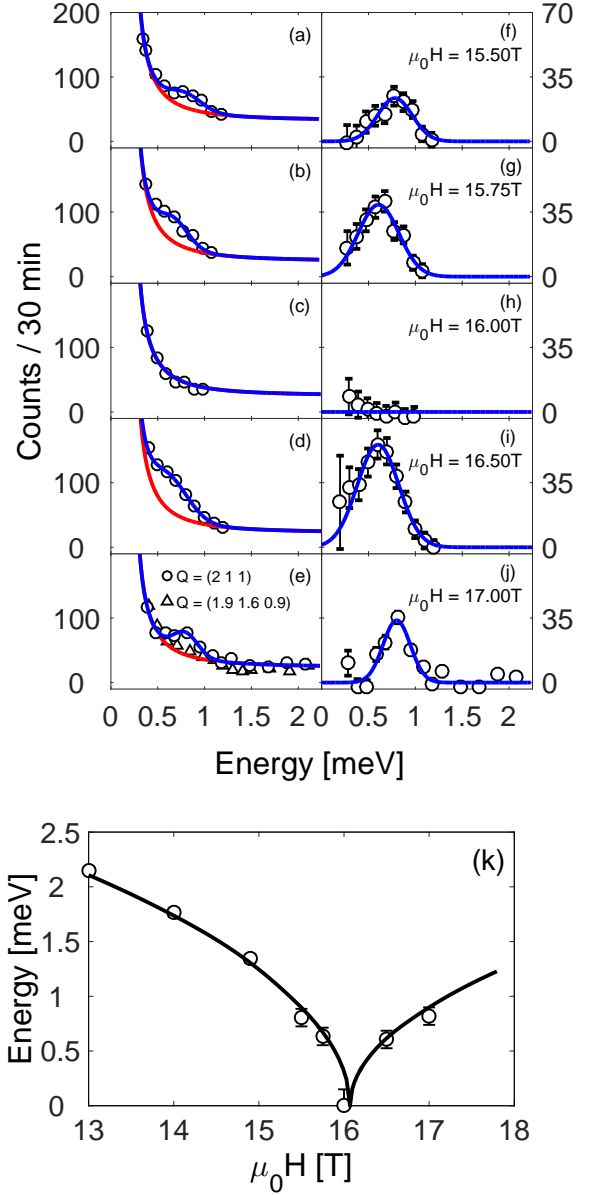 200
(a)
(f)
70
μ0H = 15.50T
100
35
0
0
(b)
(g)
μ0H = 15.75T
100
35
0
0
Counts / 30 min
(c)
(h)
μ0H = 16.00T
100
35
0
0
(d)
(i)
μ0H = 16.50T
100
35
0
0
(e)
Q = (2 1 1)
Q = (1.9 1.6 0.9)
(j)
μ0H = 17.00T
100
35
0
0
0 0.5 1 1.5 2 0 0.5 1 1.5 2
Energy [meV]
2.5
(k)
2
1.5
1
0.5
0
Energy [meV]
13 14 15 16 17 18
μ0H [T]